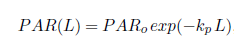 PAR(L) = PAR_o exp(−k_p L)